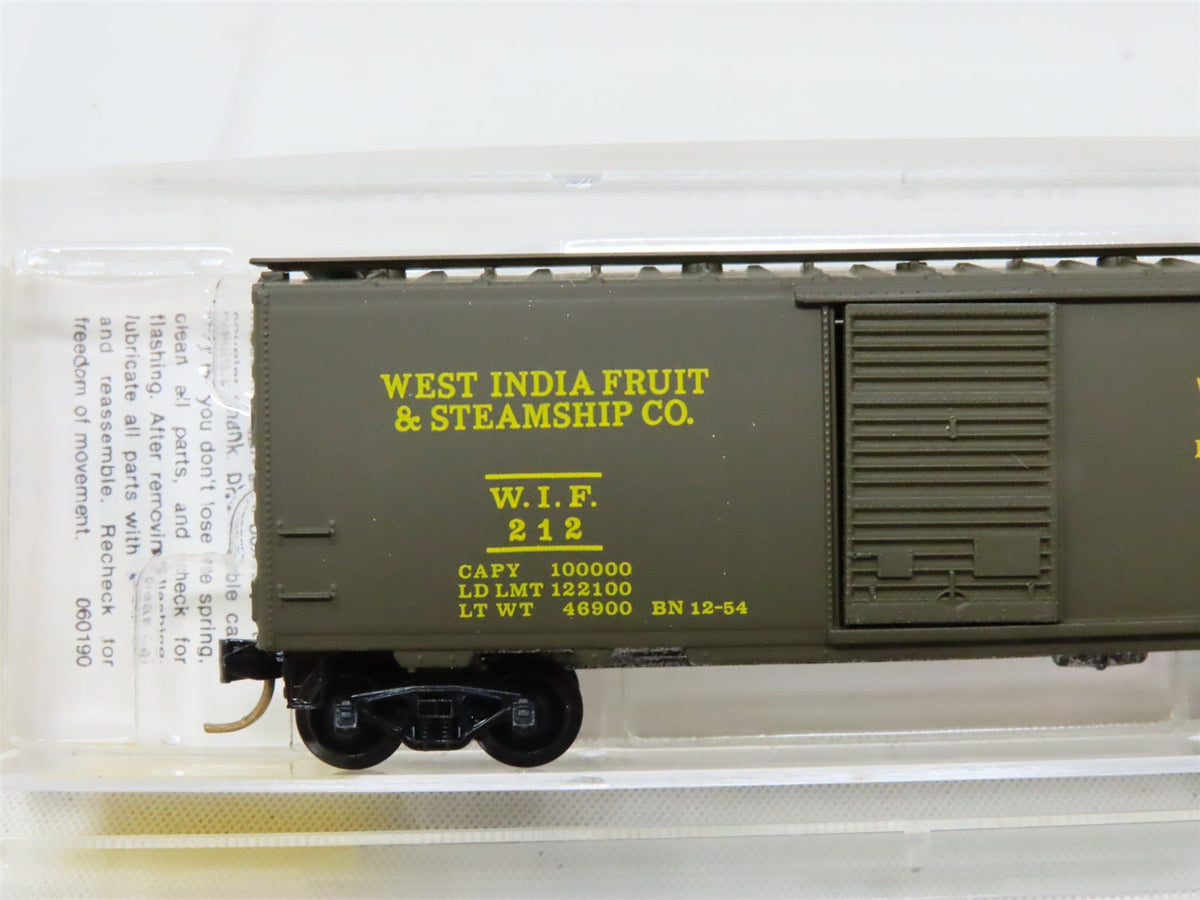 WEST INDIA FRUIT
& STEAMSHIP CO.
W. I. F.
212
CAPY 100000
LD LMT 122100
LT WT 46900 BN 12-54
you don't lose the spring,
clean all parts, and check for
flashing. After removing flashing,
lubricate all parts with
and reassemble. Recheck for
freedom of movement. 060190